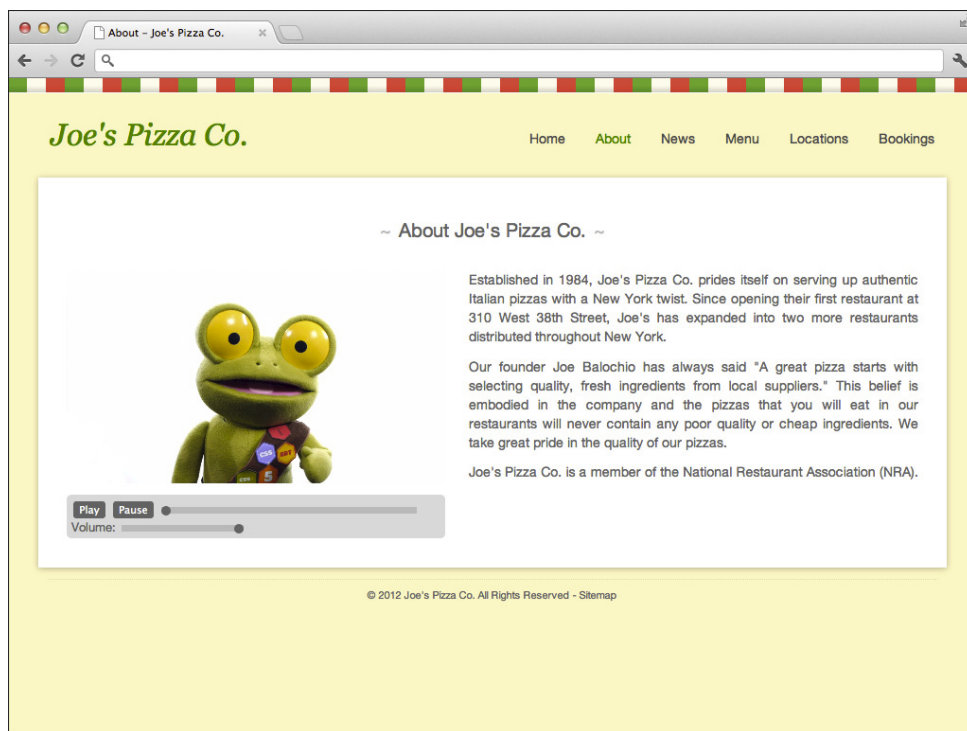 About – Joe's Pizza Co.
Joe's Pizza Co.
Home About News Menu Locations Bookings
~ About Joe's Pizza Co. ~
Established in 1984, Joe's Pizza Co. prides itself on serving up authentic
Italian pizzas with a New York twist. Since opening their first restaurant at
310 West 38th Street, Joe's has expanded into two more restaurants
distributed throughout New York.
Our founder Joe Balochio has always said "A great pizza starts with
selecting quality, fresh ingredients from local suppliers." This belief is
embodied in the company and the pizzas that you will eat in our
restaurants will never contain any poor quality or cheap ingredients. We
take great pride in the quality of our pizzas.
Joe's Pizza Co. is a member of the National Restaurant Association (NRA).
CSS
CSS 5
Play Pause
Volume:
© 2012 Joe's Pizza Co. All Rights Reserved - Sitemap